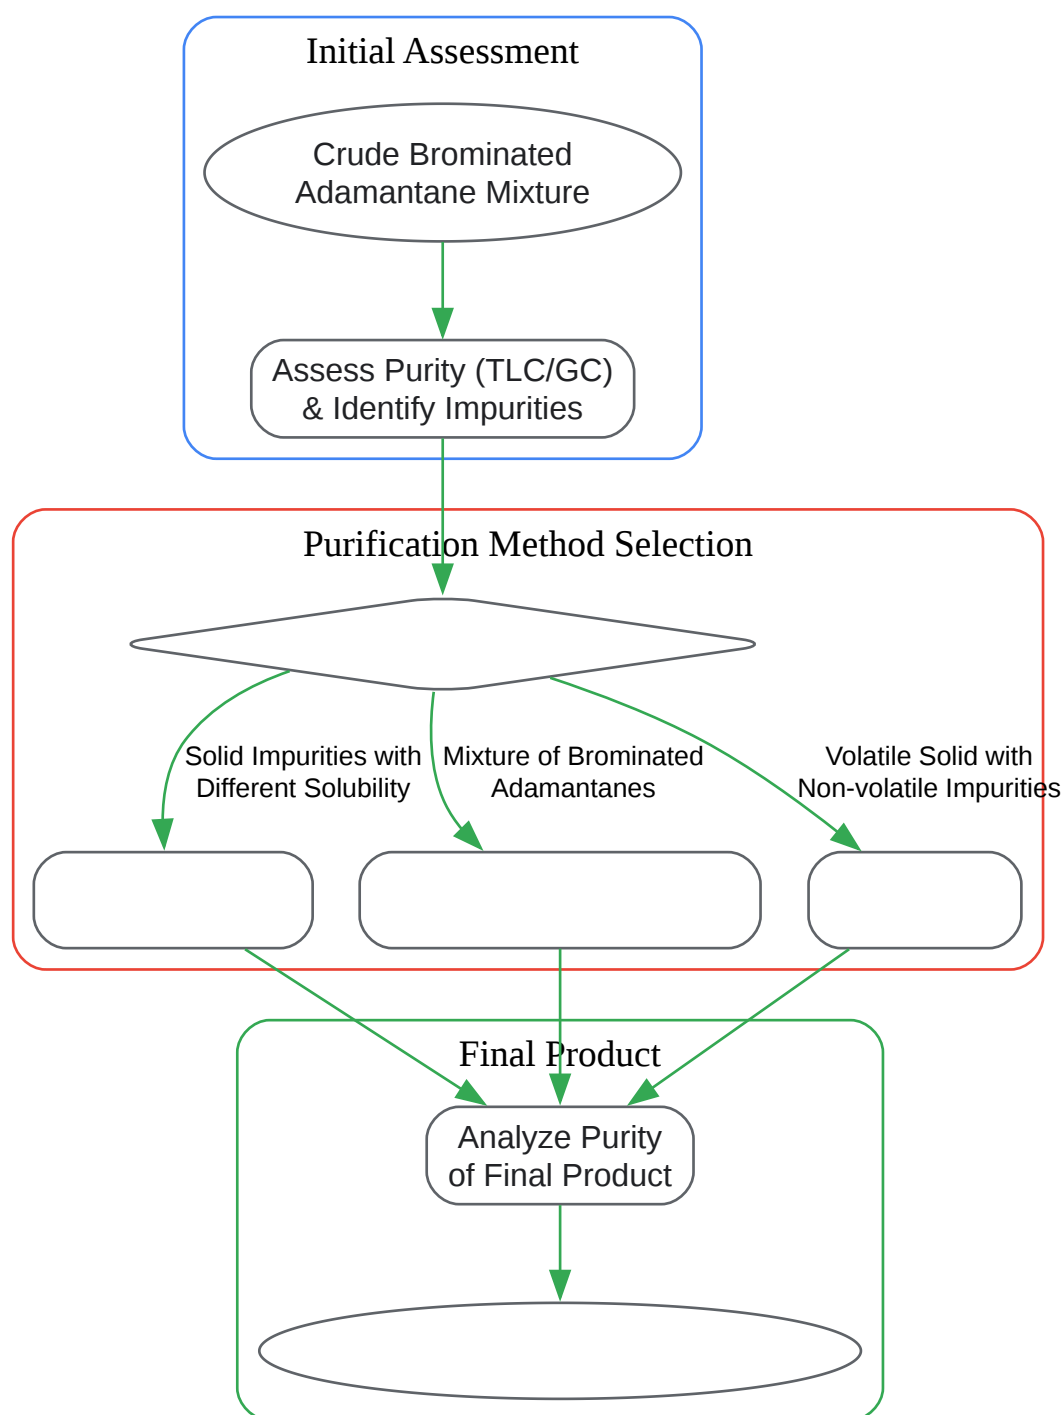 Initial Assessment
Crude Brominated
Adamantane Mixture
Assess Purity (TLC/GC)
& Identify Impurities
Purification Method Selection
Solid Impurities with
Different Solubility
Mixture of Brominated
Adamantanes
Volatile Solid with
Non-volatile Impurities
Final Product
Analyze Purity
of Final Product